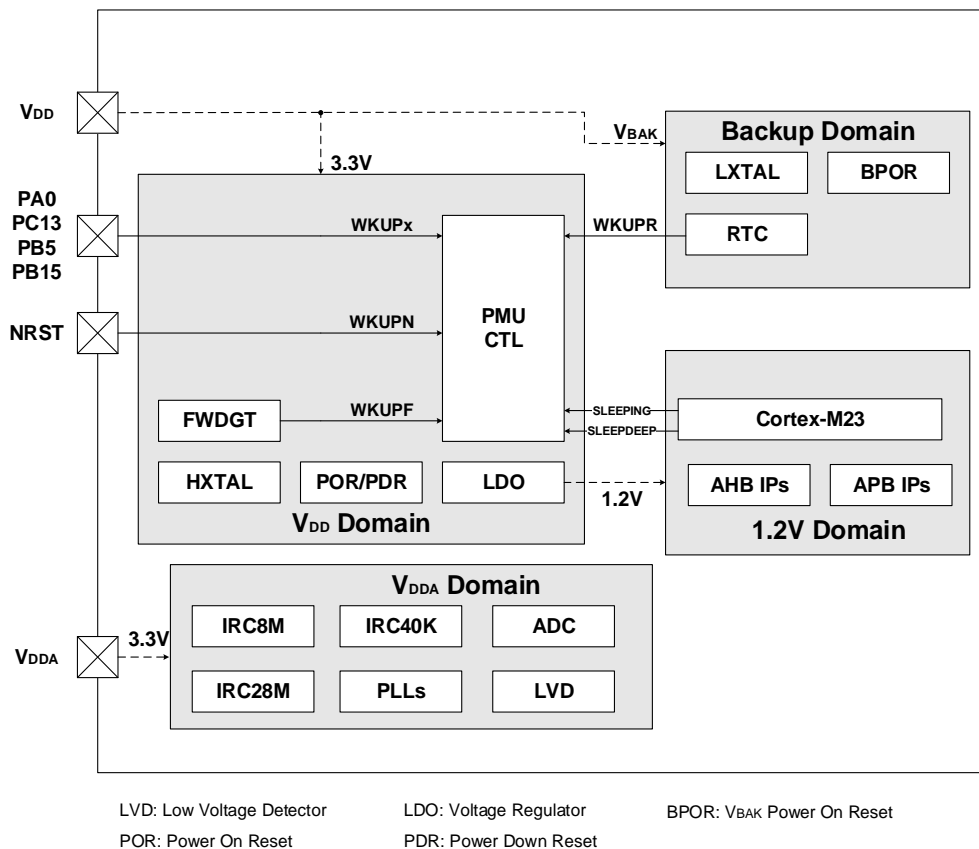 VDD
VBAK
3.3V
Backup Domain
LXTAL
BPOR
RTC
PA0
PC13
PB5
PB15
WKUPx
WKUPR
PMU
CTL
NRST
WKUPN
FWDGT
WKUPF
SLEEPING
SLEEPDEEP
Cortex-M23
HXTAL
POR/PDR
LDO
1.2V
AHB IPs
APB IPs
VDD Domain
1.2V Domain
VDDA Domain
IRC8M
IRC40K
ADC
VDDA
3.3V
IRC28M
PLLs
LVD
LVD: Low Voltage Detector
LDO: Voltage Regulator
BPOR: VBAK Power On Reset
POR: Power On Reset
PDR: Power Down Reset